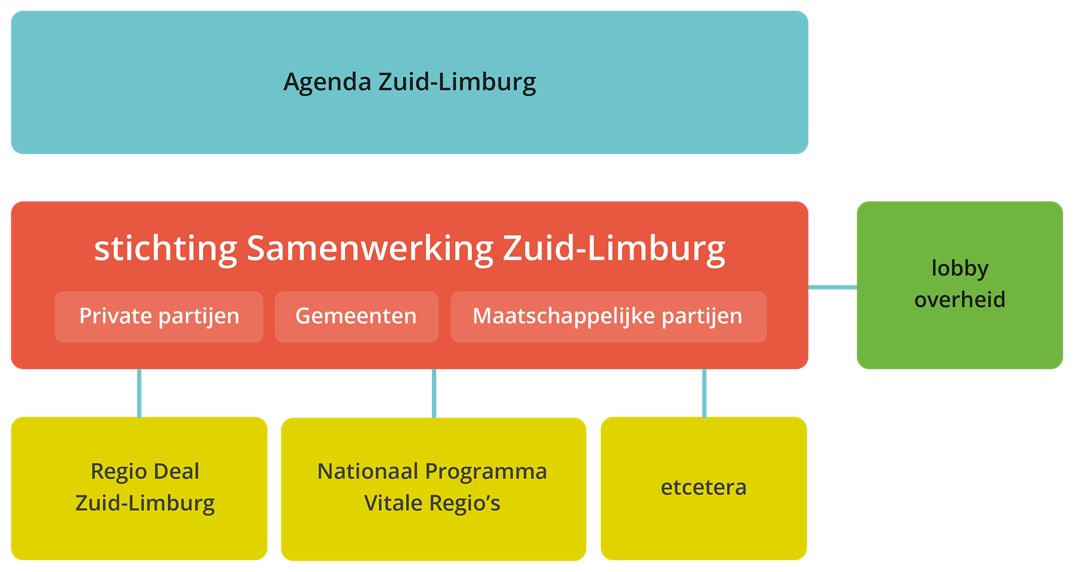 Agenda Zuid-Limburg
stichting Samenwerking Zuid-Limburg
Private partijen
Gemeenten
Maatschappelijke partijen
lobby
overheid
Regio Deal
Zuid-Limburg
Nationaal Programma
Vitale Regio’s
etcetera